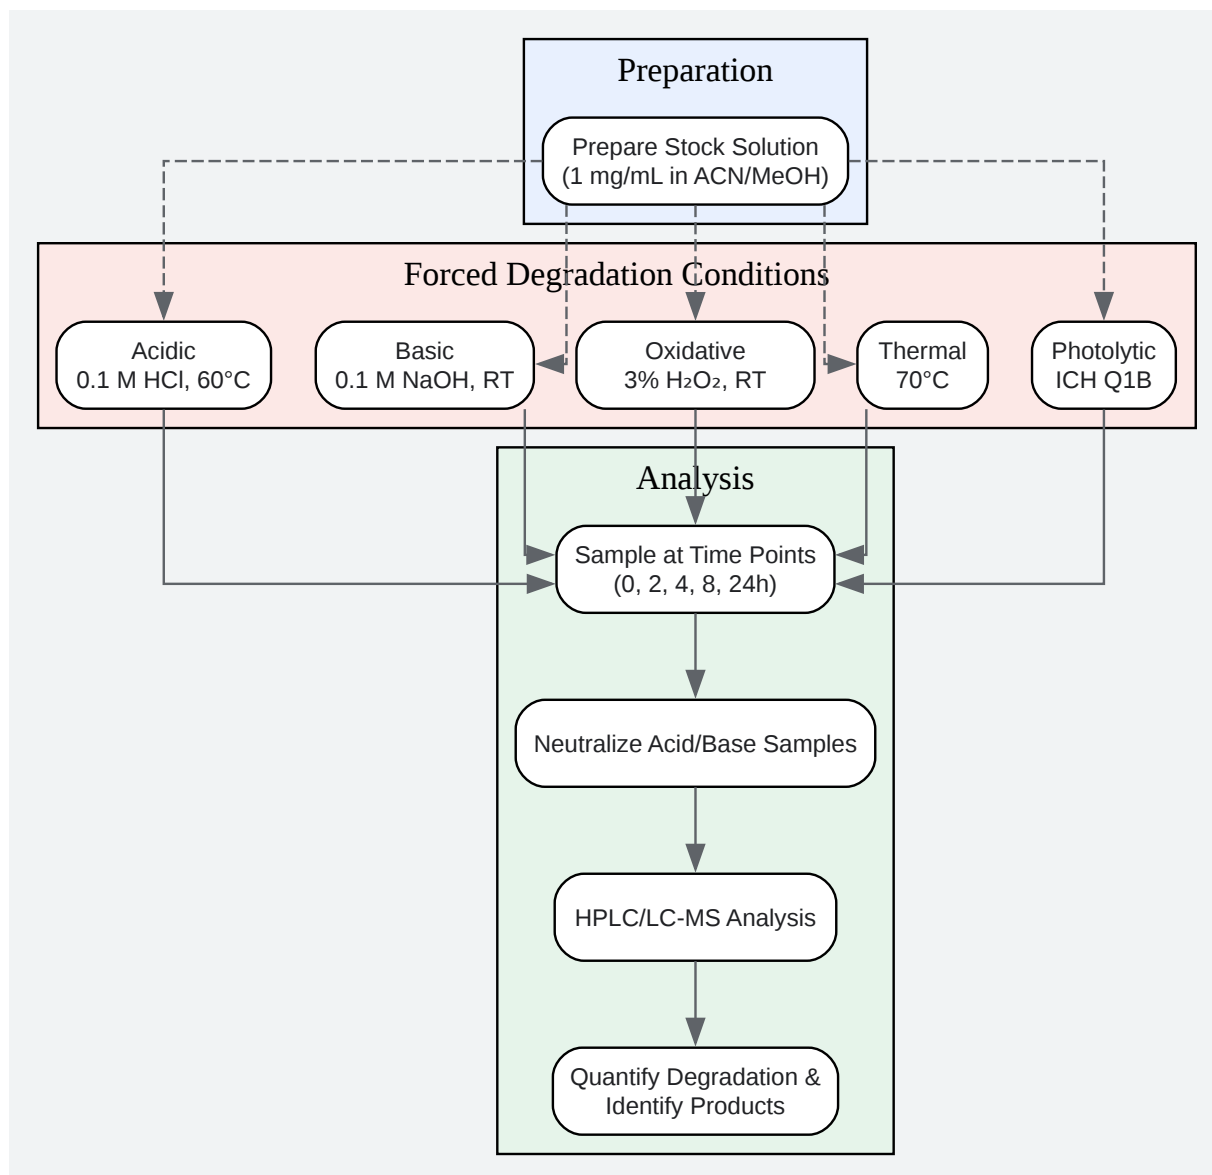 Preparation
Prepare Stock Solution
(1 mg/mL in ACN/MeOH)
Forced Degradation Conditions
Acidic
0.1 M HCl, 60°C
Basic
0.1 M NaOH, RT
Oxidative
3% H₂O₂, RT
Thermal
70°C
Photolytic
ICH Q1B
Analysis
Sample at Time Points
(0, 2, 4, 8, 24h)
Neutralize Acid/Base Samples
HPLC/LC-MS Analysis
Quantify Degradation &
Identify Products